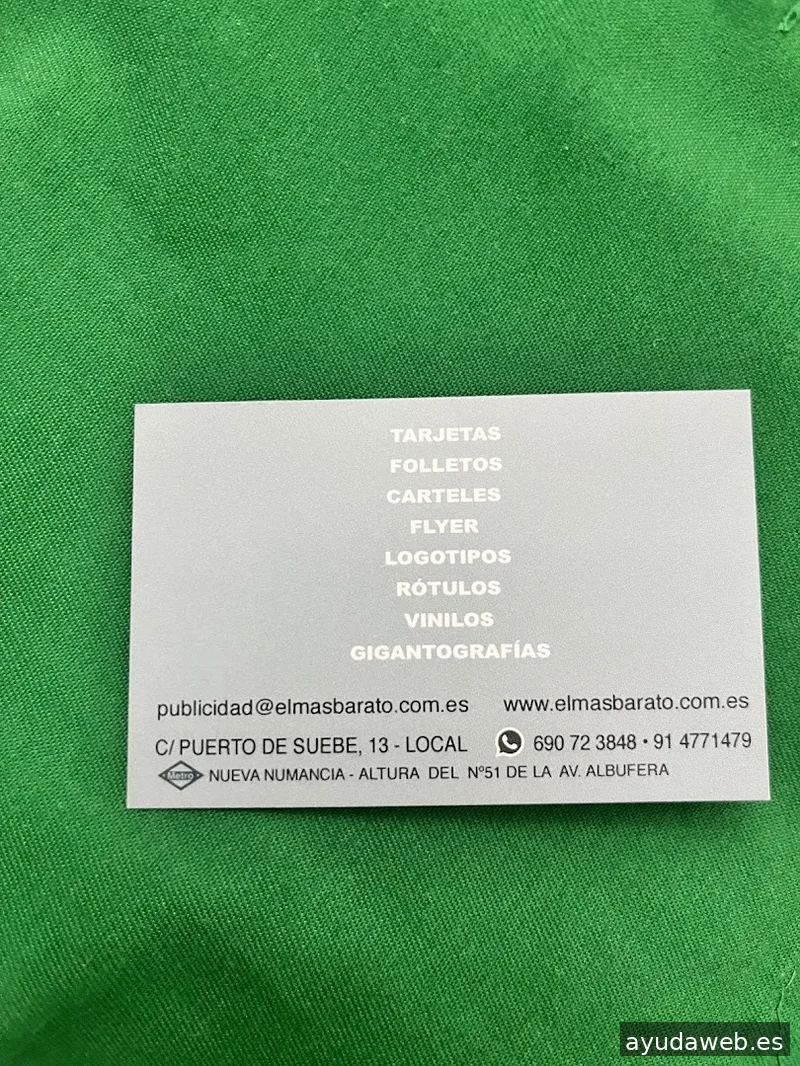 TARJETAS
FOLLETOS
CARTELES
FLYER
LOGOTIPOS
RÓTULOS
VINILOS
GIGANTOGRAFÍAS
publicidad@elmasbarato.com.es www.elmasbarato.com.es
C/ PUERTO DE SUEBE, 13 - LOCAL 690 72 3848 • 91 4771479
Metro NUEVA NUMANCIA - ALTURA DEL Nº51 DE LA AV. ALBUFERA
ayudaweb.es